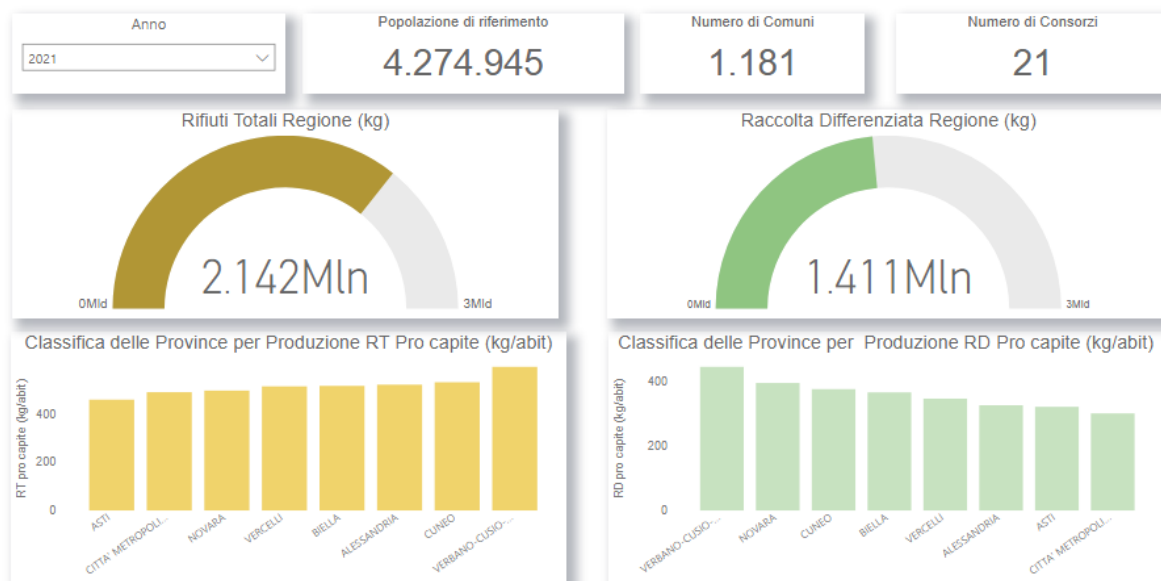 Anno
2021
Popolazione di riferimento
4.274.945
Numero di Comuni
1.181
Numero di Consorzi
21
Rifiuti Totali Regione (kg)
2.142Mln
0Mld
3Mld
Raccolta Differenziata Regione (kg)
1.411Mln
0Mld
3Mld
Classifica delle Province per Produzione RT Pro capite (kg/abit)
RT pro capite (kg/abit)
400
200
0
ASTI
CITTA' METROPOLI...
NOVARA
VERCELLI
BIELLA
ALESSANDRIA
CUNEO
VERBANO-CUSIO-...
Classifica delle Province per Produzione RD Pro capite (kg/abit)
RD pro capite (kg/abit)
400
200
0
VERBANO-CUSIO-...
NOVARA
CUNEO
BIELLA
VERCELLI
ALESSANDRIA
ASTI
CITTA' METROPOLI...